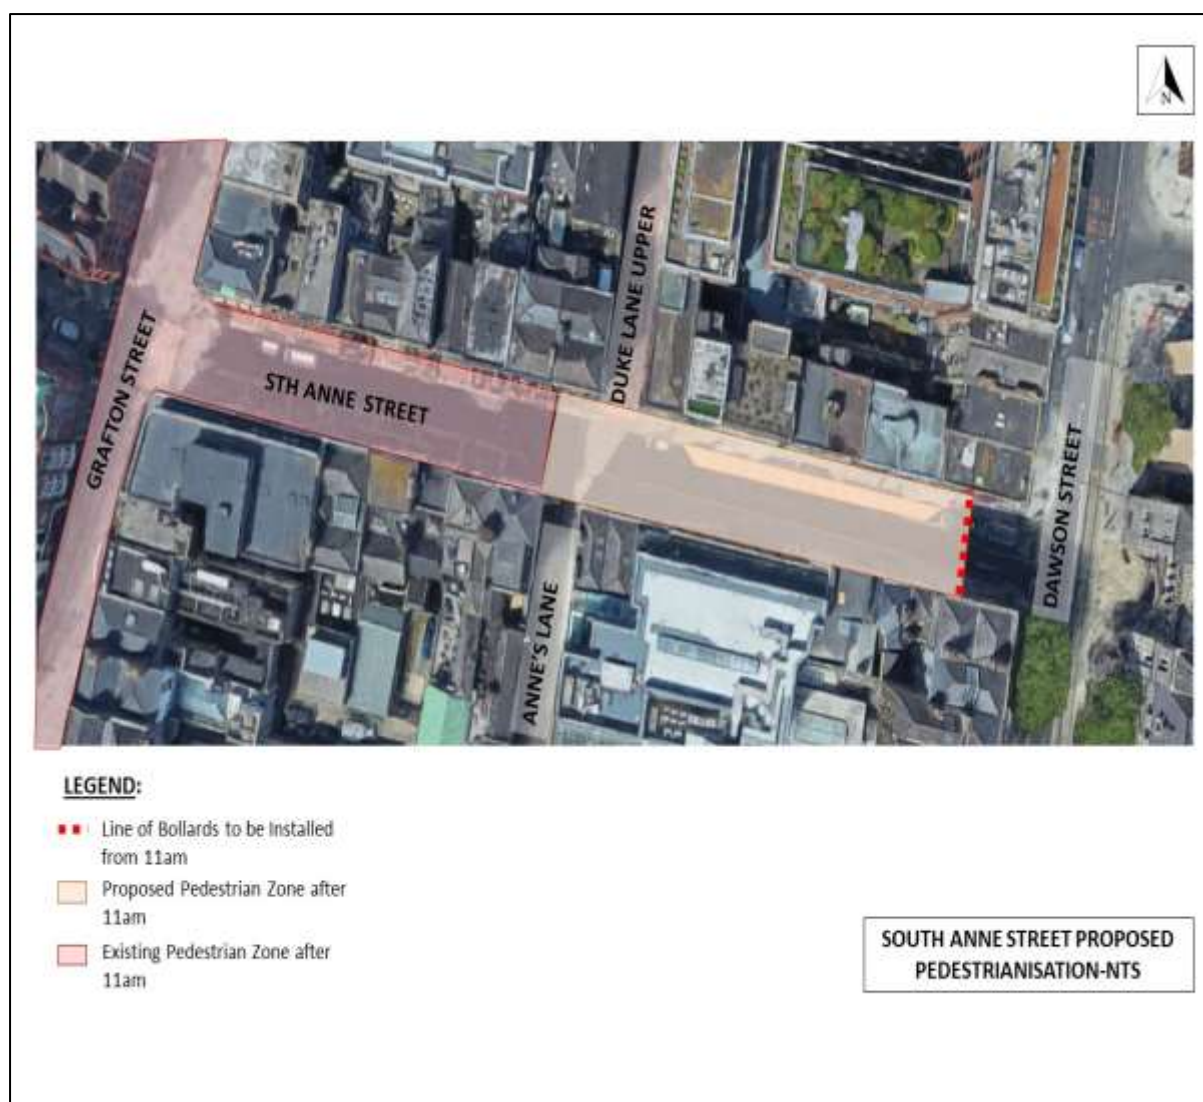 N
GRAFTON STREET
STH ANNE STREET
DUKE LANE UPPER
ANNE'S LANE
DAWSON STREET
LEGEND:
Line of Bollards to be Installed
from 11am
Proposed Pedestrian Zone after
11am
Existing Pedestrian Zone after
11am
SOUTH ANNE STREET PROPOSED
PEDESTRIANISATION-NTS